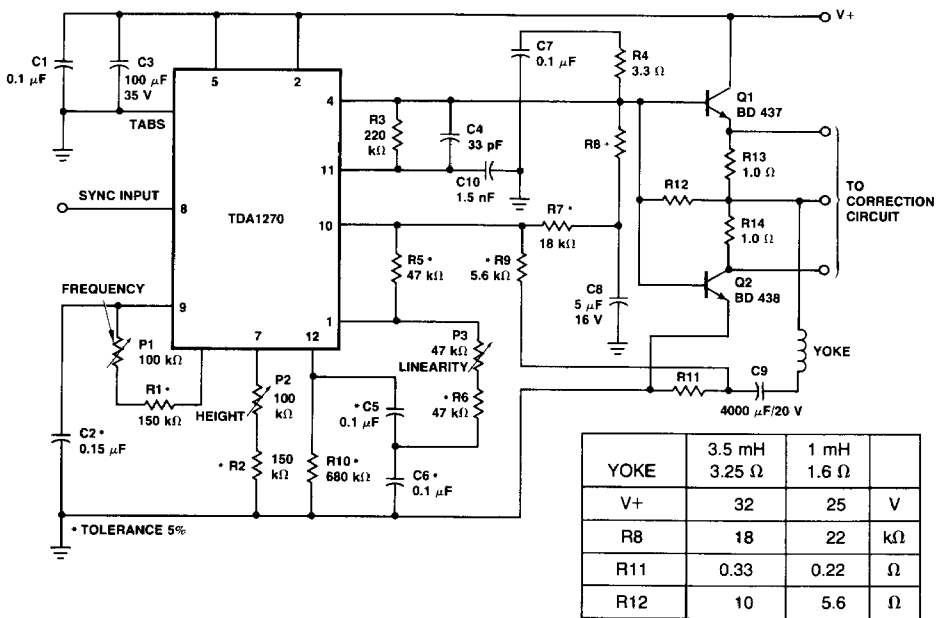 V+
C1
0.1 μF
C3
100 μF
35 V
5
2
C7
0.1 μF
R4
3.3 Ω
TABS
4
R3
220
kΩ
C4
33 pF
R8 *
Q1
BD 437
11
C10
1.5 nF
R13
1.0 Ω
SYNC INPUT
8
TDA1270
10
R7 *
18 kΩ
R12
TO
CORRECTION
CIRCUIT
R14
1.0 Ω
R5 *
47 kΩ
* R9
5.6 kΩ
Q2
BD 438
FREQUENCY
9
C8
5 μF
16 V
7
12
1
P1
100 kΩ
P3
47 kΩ
LINEARITY
YOKE
R1 *
150 kΩ
P2
100
kΩ
HEIGHT
* C5
0.1 μF
* R6
47 kΩ
R11
C9
4000 μF/20 V
C2 *
0.15 μF
* R2
150
kΩ
R10 *
680 kΩ
C6 *
0.1 μF
* TOLERANCE 5%
YOKE 3.5 mH 3.25 Ω 1 mH 1.6 Ω
V+ 32 25 V
R8 18 22 kΩ
R11 0.33 0.22 Ω
R12 10 5.6 Ω